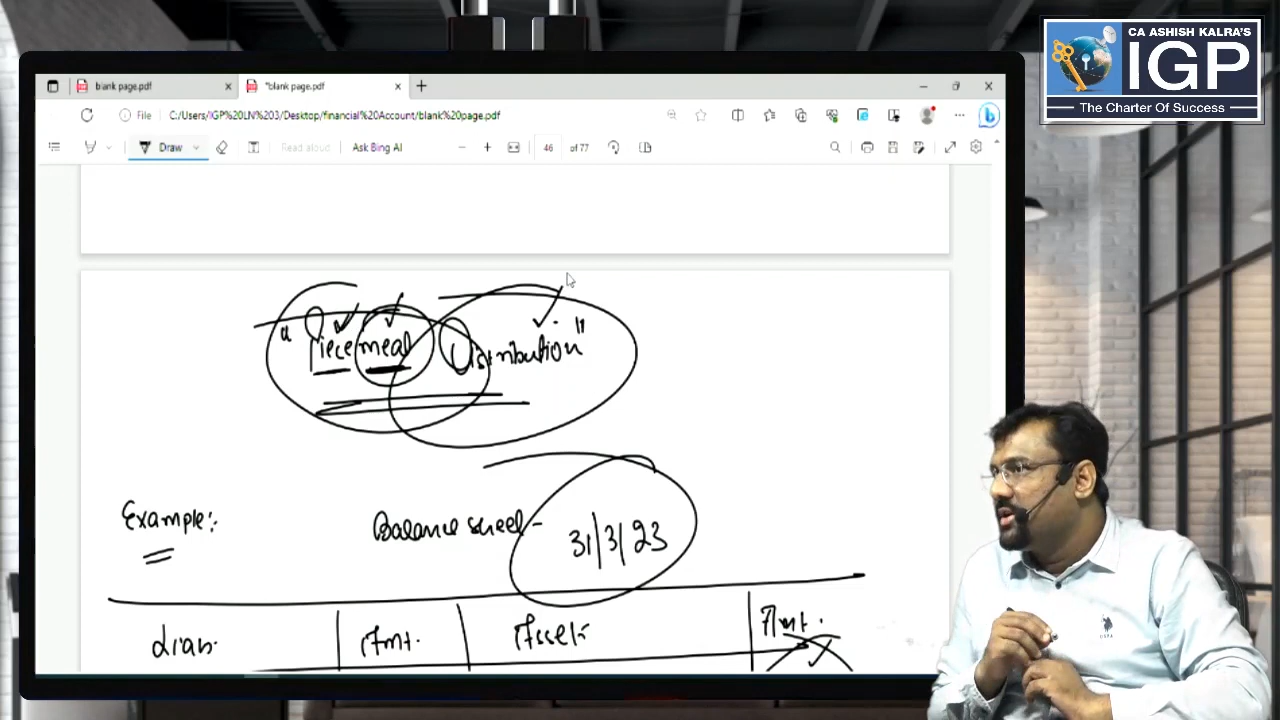 CA ASHISH KALRA'S
IGP
The Charter Of Success
blank page.pdf
*blank page.pdf
File
C:/Users/IGP%20LN%203/Desktop/financial%20Account/blank%20page.pdf
Draw
Read aloud
Ask Bing AI
46 of 77
"Piecemeal Distribution"
Example:-
Balance sheet -
31/3/23
Liab. Amt. Assets Amt.